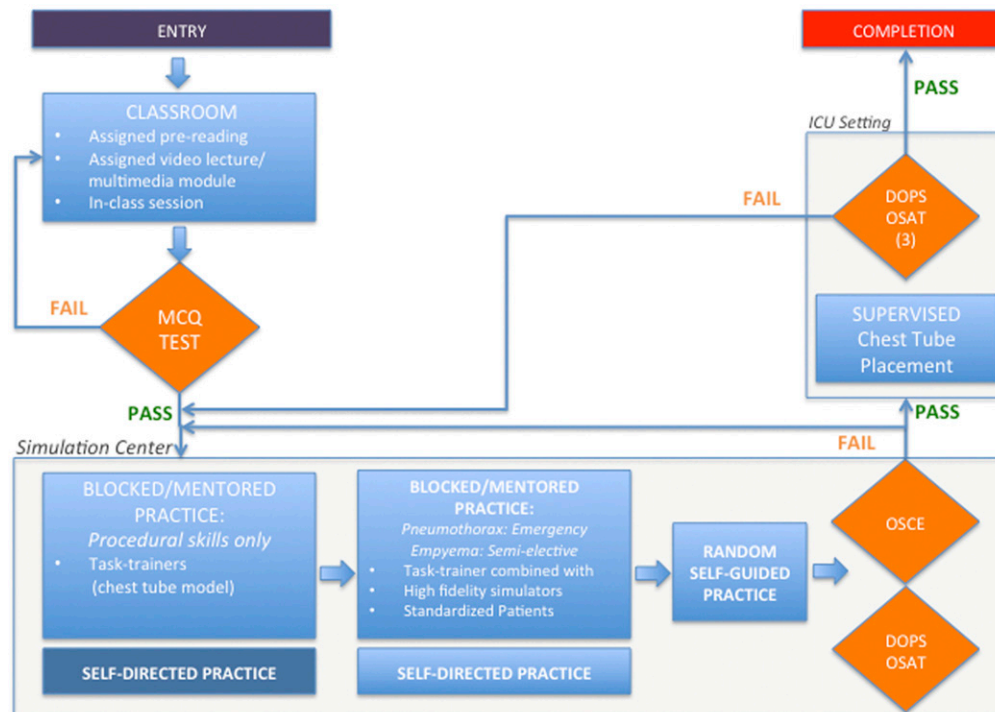 ENTRY
CLASSROOM
• Assigned pre-reading
• Assigned video lecture/
multimedia module
• In-class session
FAIL
MCQ
TEST
PASS
COMPLETION
PASS
ICU Setting
FAIL
DOPS
OSAT
(3)
SUPERVISED
Chest Tube
Placement
PASS
FAIL
Simulation Center
BLOCKED/MENTORED
PRACTICE:
Procedural skills only
• Task-trainers
(chest tube model)
SELF-DIRECTED PRACTICE
BLOCKED/MENTORED
PRACTICE:
Pneumothorax: Emergency
Empyema: Semi-elective
• Task-trainer combined with
• High fidelity simulators
• Standardized Patients
SELF-DIRECTED PRACTICE
RANDOM
SELF-GUIDED
PRACTICE
OSCE
DOPS
OSAT